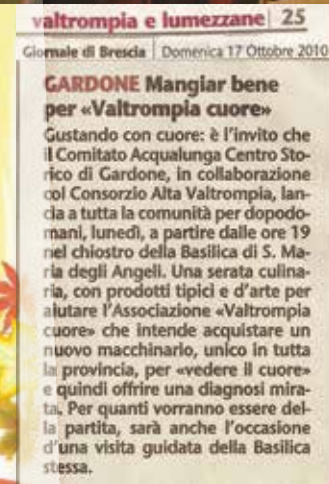 valtrompia e lumezzane 25
Giornale di Brescia Domenica 17 Ottobre 2010
GARDONE Mangiar bene
per «Valtrompia cuore»
Gustando con cuore: è l'invito che
il Comitato Acqualunga Centro Sto-
rico di Gardone, in collaborazione
col Consorzio Alta Valtrompia, lan-
cia a tutta la comunità per dopodo-
mani, lunedì, a partire dalle ore 19
nel chiostro della Basilica di S. Ma-
ria degli Angeli. Una serata culina-
ria, con prodotti tipici e d'arte per
aiutare l'Associazione «Valtrompia
cuore» che intende acquistare un
nuovo macchinario, unico in tutta
la provincia, per «vedere il cuore»
e quindi offrire una diagnosi mira-
ta. Per quanti vorranno essere del-
la partita, sarà anche l'occasione
d'una visita guidata della Basilica
stessa.